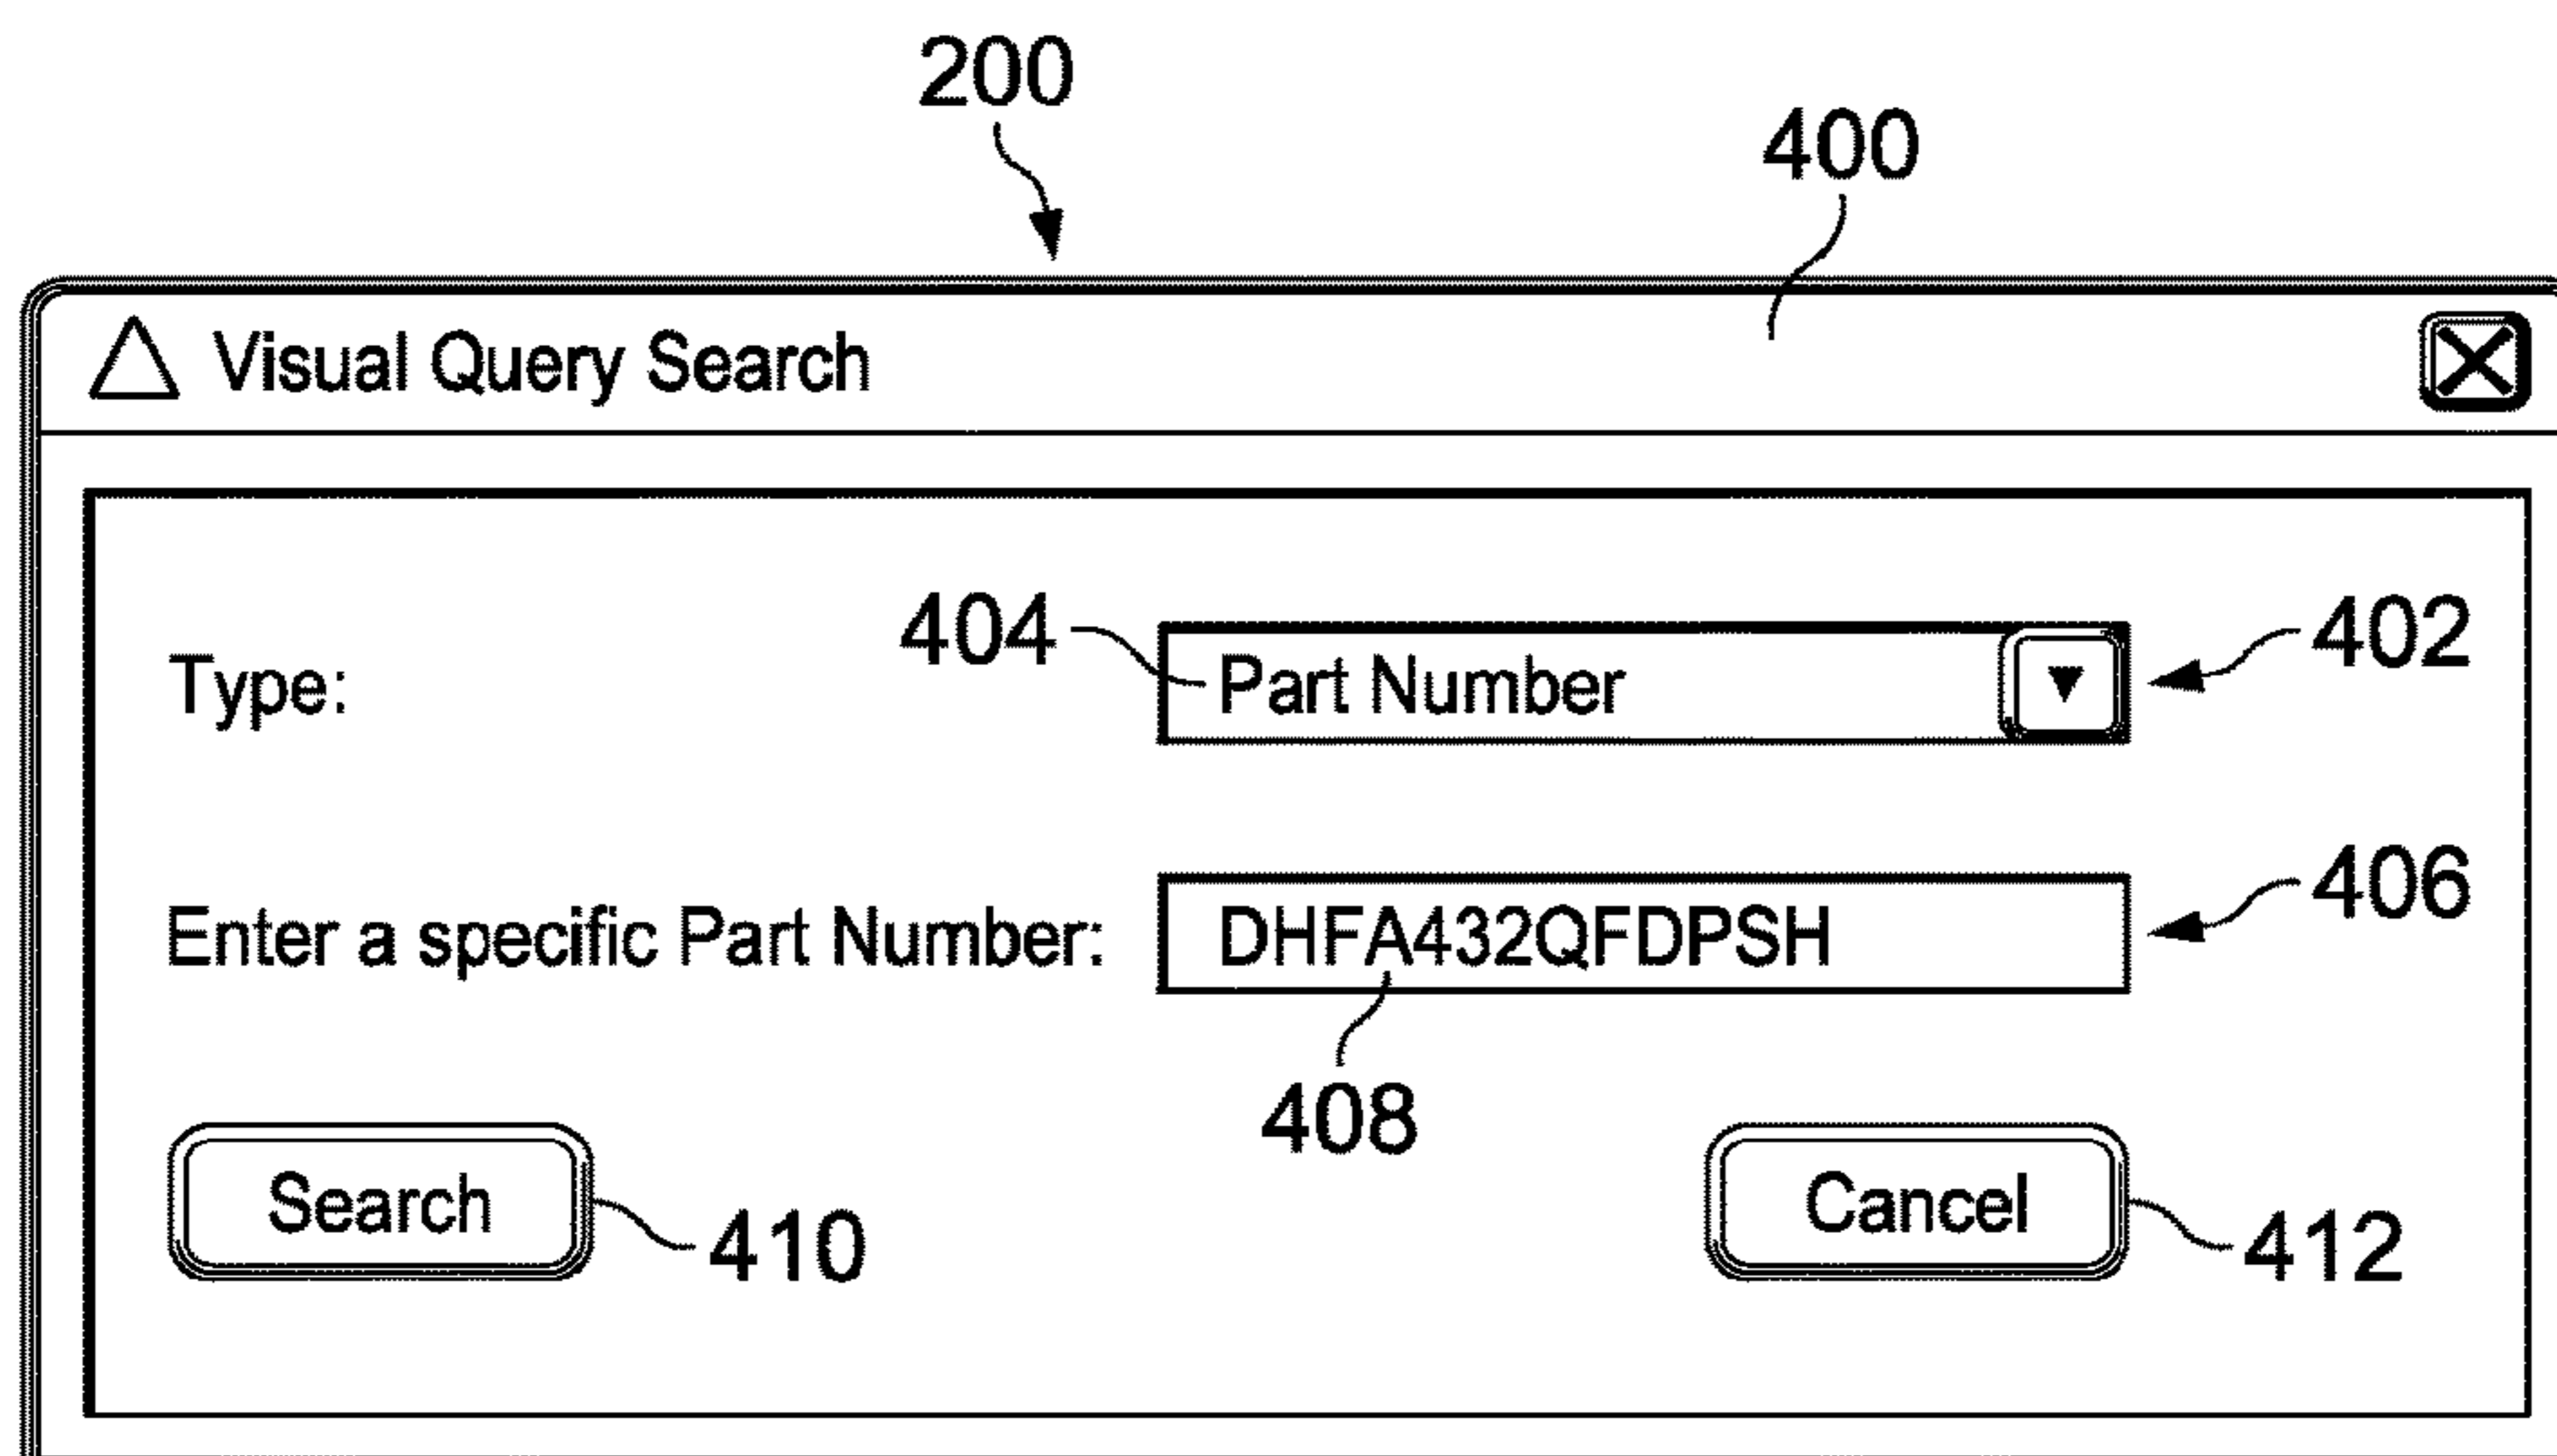 200
400
Visual Query Search
404
Type: Part Number
402
Enter a specific Part Number: DHFA432QFDPSH
406
408
Search
410
Cancel
412